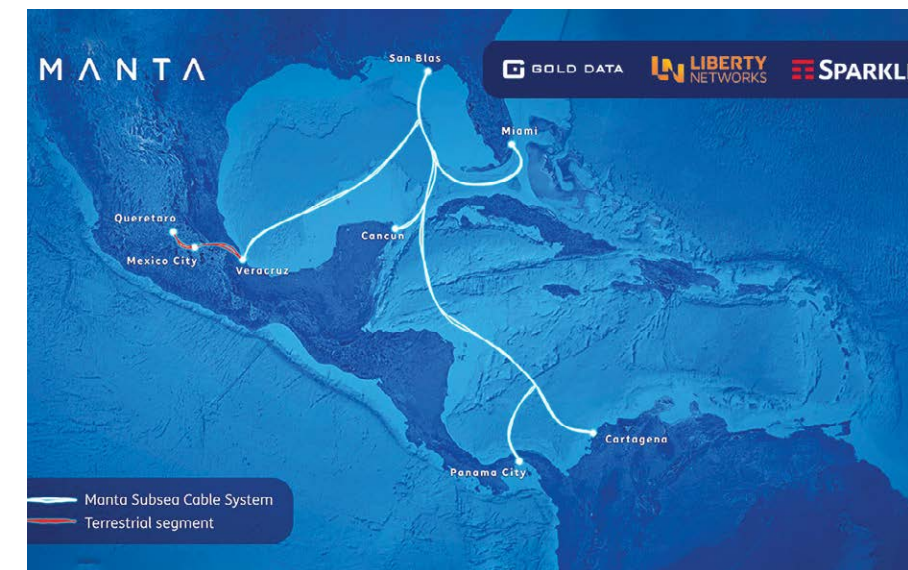 MANTA
San Blas
GOLD DATA
LIBERTY
NETWORKS
SPARKL
Miami
Queretaro
Cancun
Mexico City
Veracruz
Cartagena
Panama City
Manta Subsea Cable System
Terrestrial segment